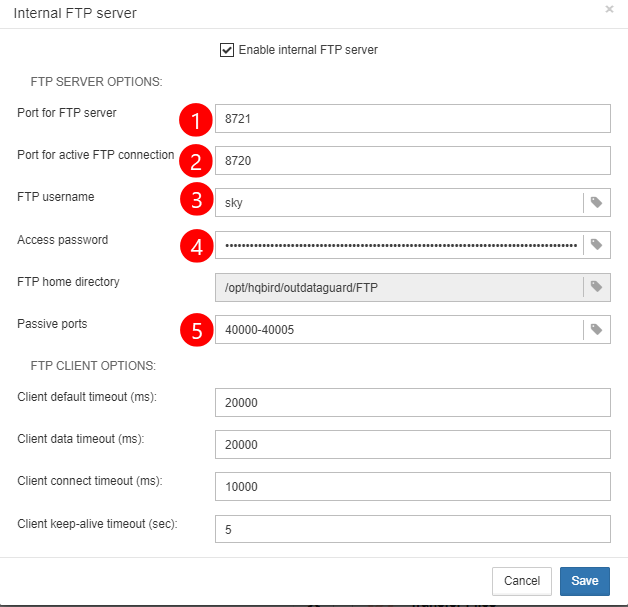 Internal FTP server ×
Enable internal FTP server
FTP SERVER OPTIONS:
Port for FTP server 1 8721
Port for active FTP connection 2 8720
FTP username 3 sky
Access password 4 ••••••••••••••••••••••••••••••••••••••••••••••••••••••••••••••••••••••••••••••••••••••
FTP home directory /opt/hqbird/outdataguard/FTP
Passive ports 5 40000-40005
FTP CLIENT OPTIONS:
Client default timeout (ms): 20000
Client data timeout (ms): 20000
Client connect timeout (ms): 10000
Client keep-alive timeout (sec): 5
Cancel Save